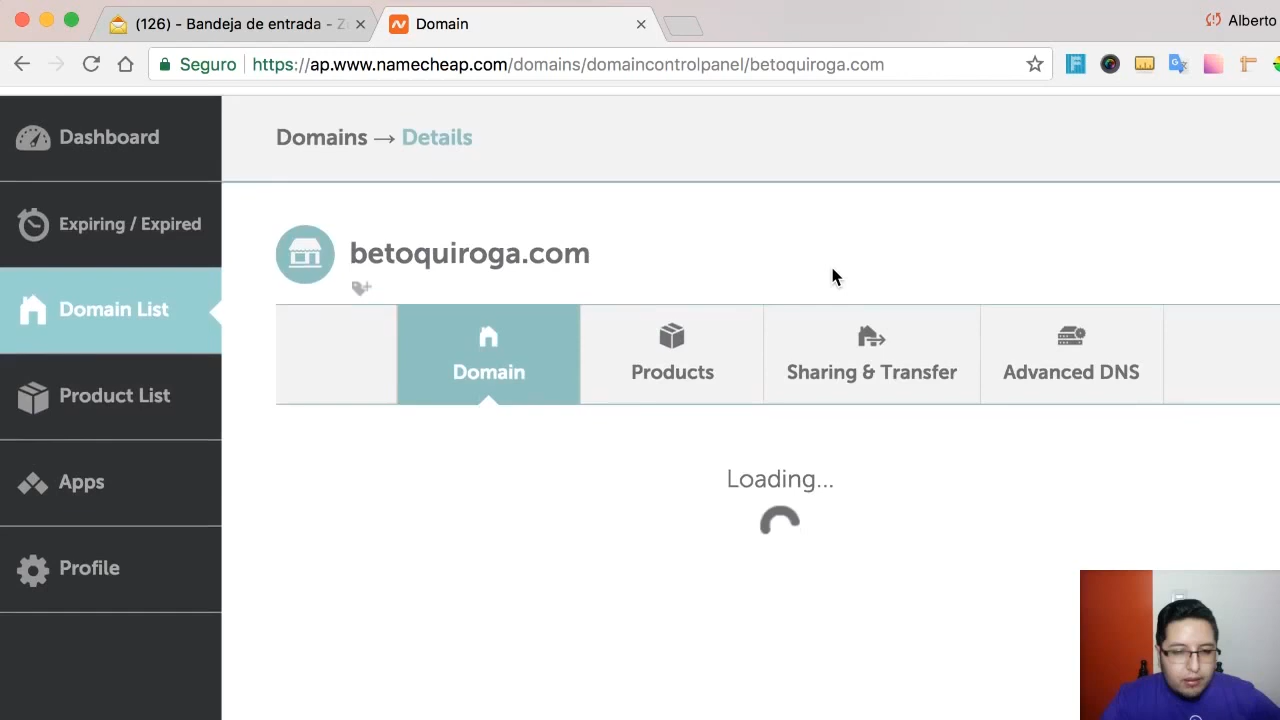 (126) - Bandeja de entrada -
Domain
Alberto
Seguro
https://ap.www.namecheap.com/domains/domaincontrolpanel/betoquiroga.com
Dashboard
Expiring / Expired
Domain List
Product List
Apps
Profile
Domains → Details
betoquiroga.com
Domain
Products
Sharing & Transfer
Advanced DNS
Loading...